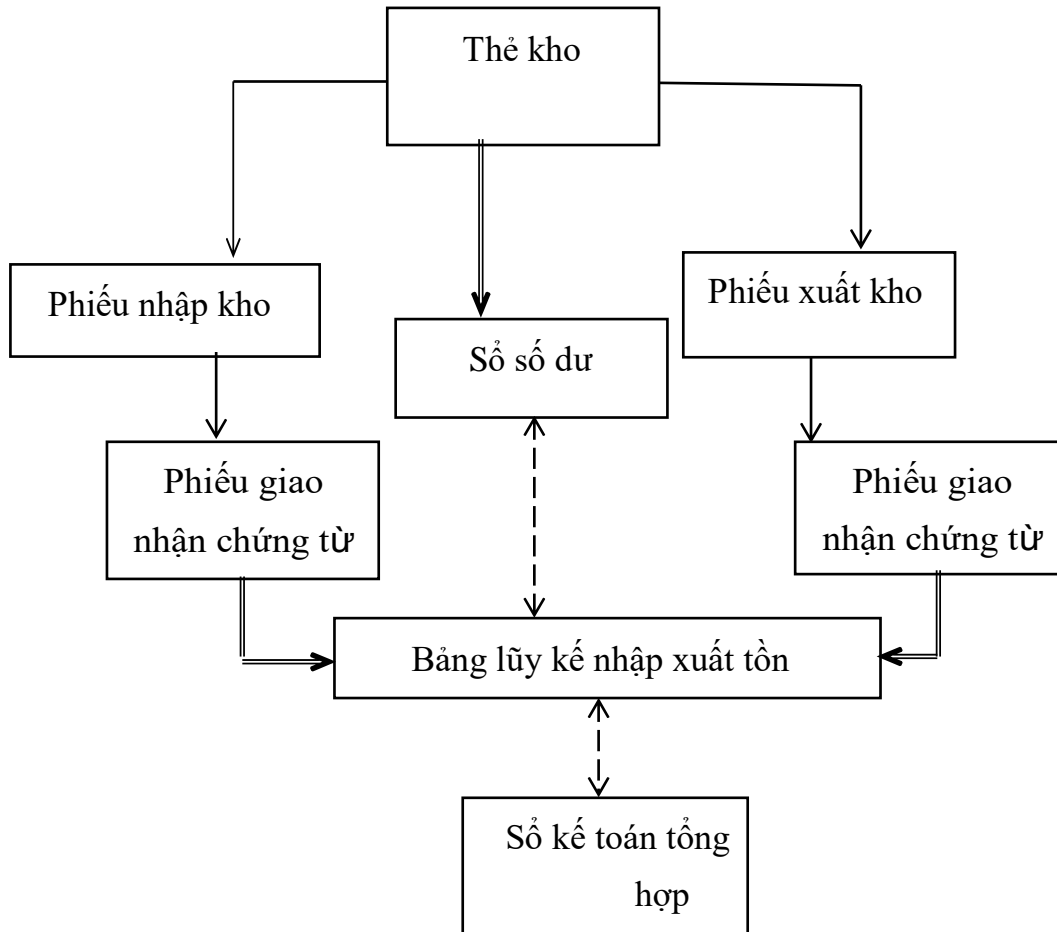 Thẻ kho
Phiếu nhập kho
Sổ số dư
Phiếu xuất kho
Phiếu giao
nhận chứng từ
Phiếu giao
nhận chứng từ
Bảng lũy kế nhập xuất tồn
Sổ kế toán tổng
hợp